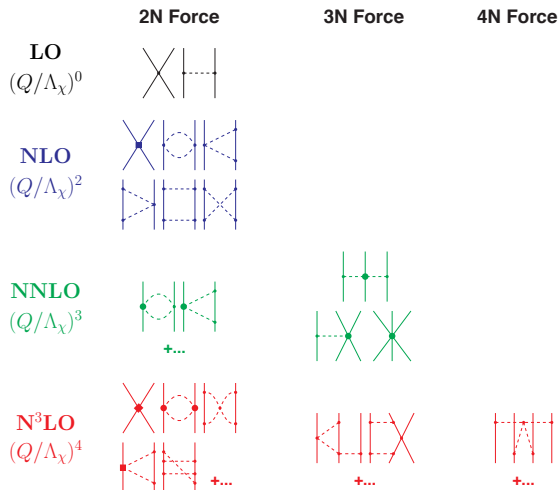 2N Force 3N Force 4N Force
LO
(Q/Λχ)⁰
NLO
(Q/Λχ)²
NNLO
(Q/Λχ)³
+...
N³LO
(Q/Λχ)⁴
+... +... +...